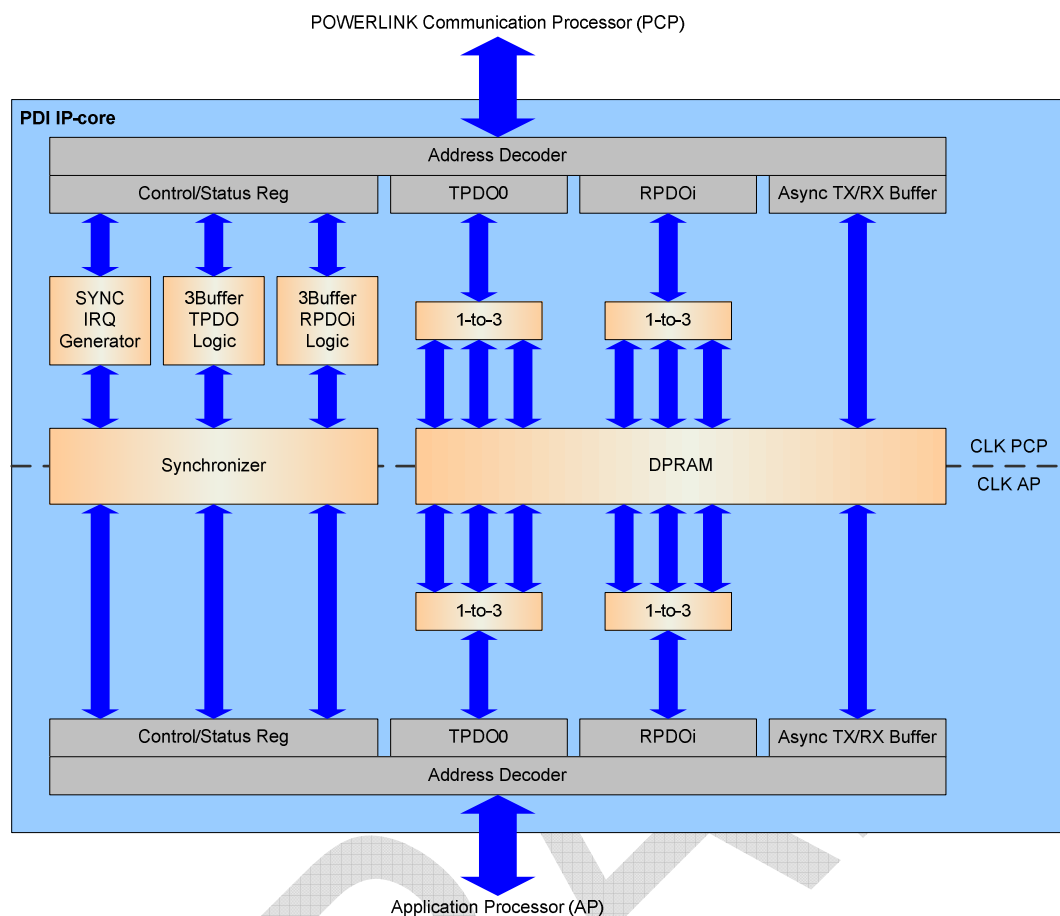 POWERLINK Communication Processor (PCP)
PDI IP-core
Address Decoder
Control/Status Reg
TPDO0
RPDOi
Async TX/RX Buffer
SYNC
IRQ
Generator
3Buffer
TPDO
Logic
3Buffer
RPDOi
Logic
1-to-3
1-to-3
Synchronizer
DPRAM
CLK PCP
CLK AP
1-to-3
1-to-3
Control/Status Reg
TPDO0
RPDOi
Async TX/RX Buffer
Address Decoder
Application Processor (AP)